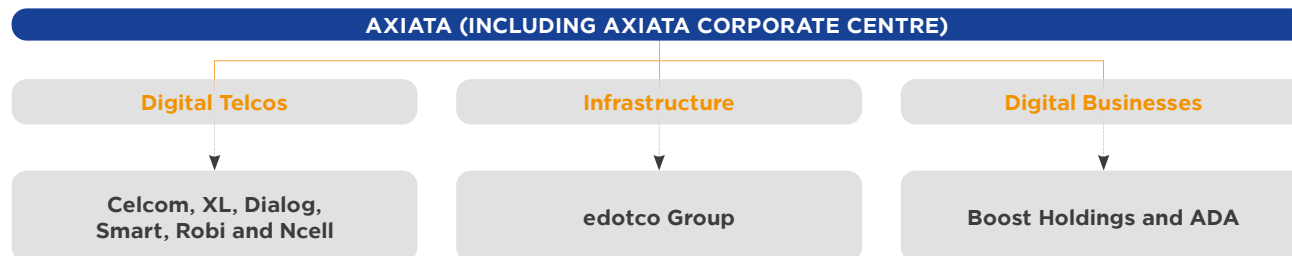 AXIATA (INCLUDING AXIATA CORPORATE CENTRE)
Digital Telcos
Infrastructure
Digital Businesses
Celcom, XL, Dialog,
Smart, Robi and Ncell
edotco Group
Boost Holdings and ADA